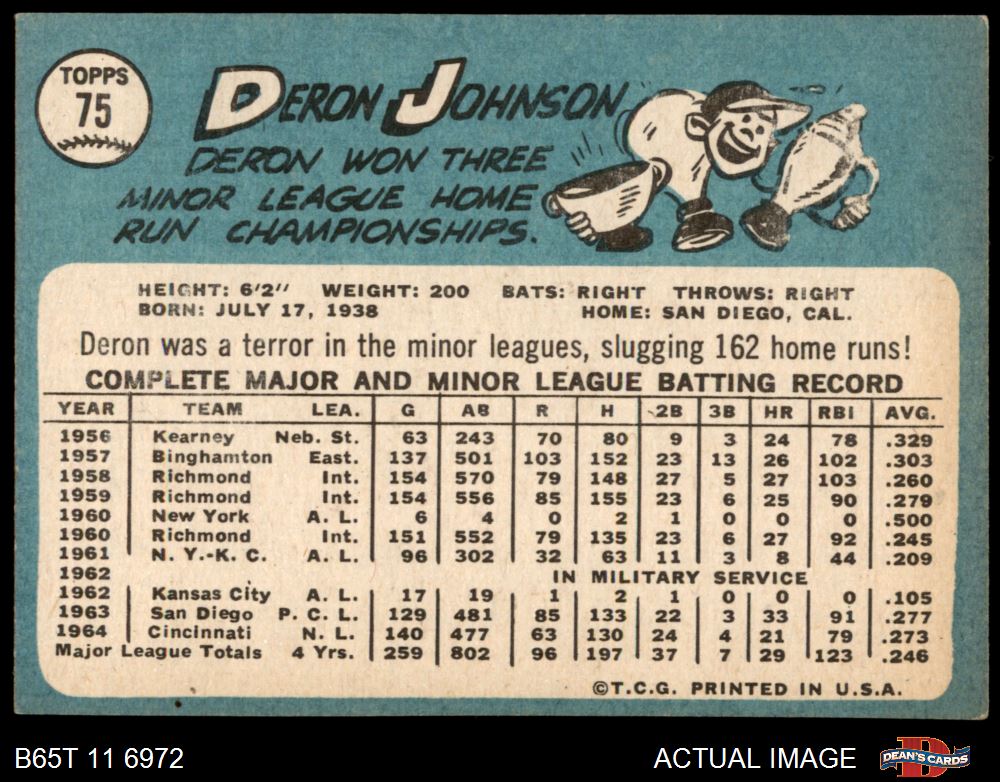 TOPPS
75
DERON JOHNSON
DERON WON THREE
MINOR LEAGUE HOME
RUN CHAMPIONSHIPS.
HEIGHT: 6'2" WEIGHT: 200 BATS: RIGHT THROWS: RIGHT
BORN: JULY 17, 1938 HOME: SAN DIEGO, CAL.
Deron was a terror in the minor leagues, slugging 162 home runs!
COMPLETE MAJOR AND MINOR LEAGUE BATTING RECORD
YEAR TEAM LEA. G AB R H 2B 3B HR RBI AVG.
1956 Kearney Neb. St. 63 243 70 80 9 3 24 78 .329
1957 Binghamton East. 137 501 103 152 23 13 26 102 .303
1958 Richmond Int. 154 570 79 148 27 5 27 103 .260
1959 Richmond Int. 154 556 85 155 23 6 25 90 .279
1960 New York A. L. 6 4 0 2 1 0 0 0 .500
1960 Richmond Int. 151 552 79 135 23 6 27 92 .245
1961 N. Y.-K. C. A. L. 96 302 32 63 11 3 8 44 .209
1962 IN MILITARY SERVICE
1962 Kansas City A. L. 17 19 1 2 1 0 0 0 .105
1963 San Diego P. C. L. 129 481 85 133 22 3 33 91 .277
1964 Cincinnati N. L. 140 477 63 130 24 4 21 79 .273
Major League Totals 4 Yrs. 259 802 96 197 37 7 29 123 .246
©T.C.G. PRINTED IN U.S.A.
B65T 11 6972 ACTUAL IMAGE DEAN'S CARDS